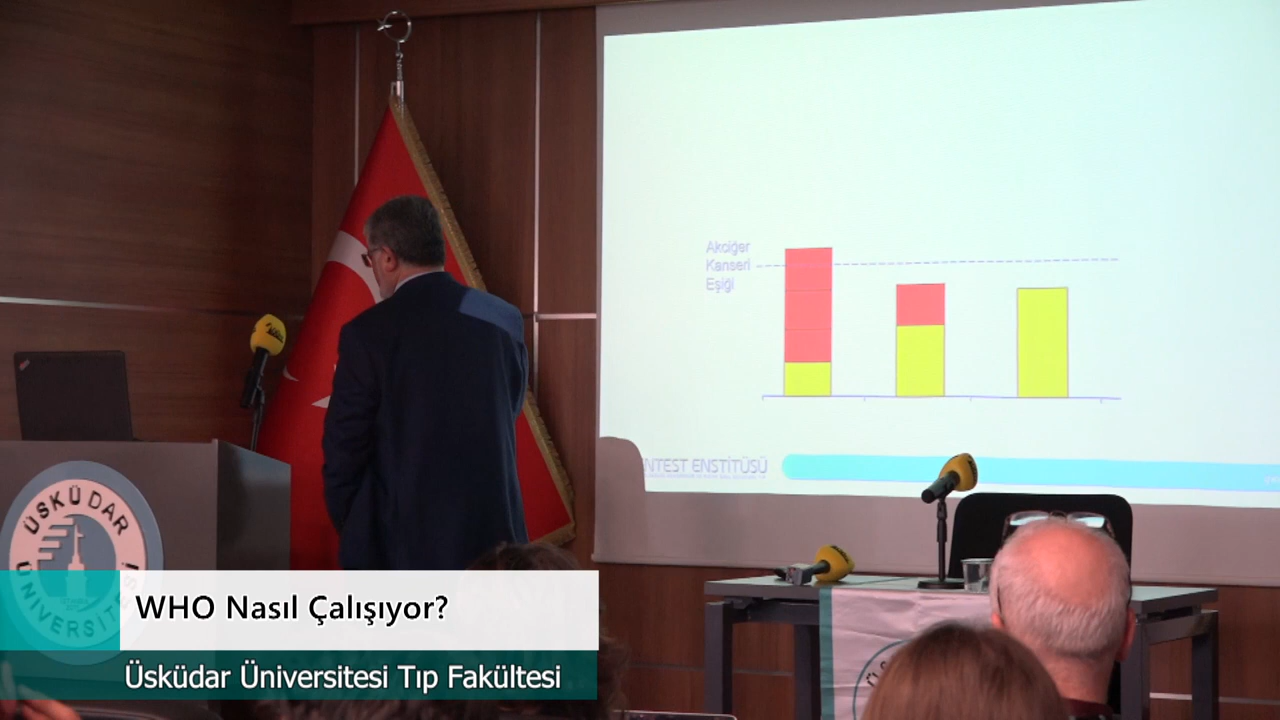 Akciğer
Kanseri
Eşiği
NTEST ENSTİTÜSÜ
ÜSKÜDAR
ÜNİVERSİTESİ
WHO Nasıl Çalışıyor?
Üsküdar Üniversitesi Tıp Fakültesi